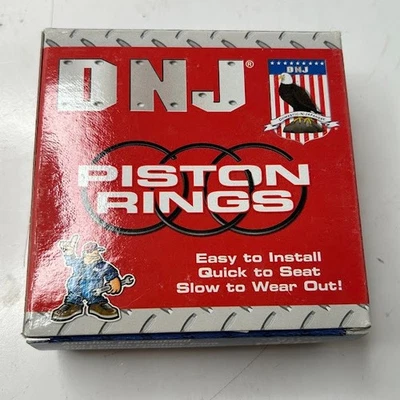 DNJ®
DNJ
PISTON
RINGS
Easy to Install
Quick to Seat
Slow to Wear Out!